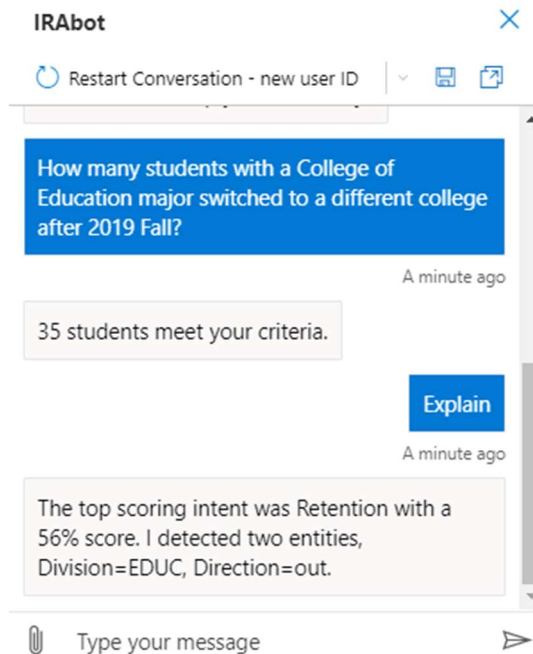 IRAbot
Restart Conversation - new user ID
How many students with a College of
Education major switched to a different college
after 2019 Fall?
A minute ago
35 students meet your criteria.
Explain
A minute ago
The top scoring intent was Retention with a
56% score. I detected two entities,
Division=EDUC, Direction=out.
Type your message